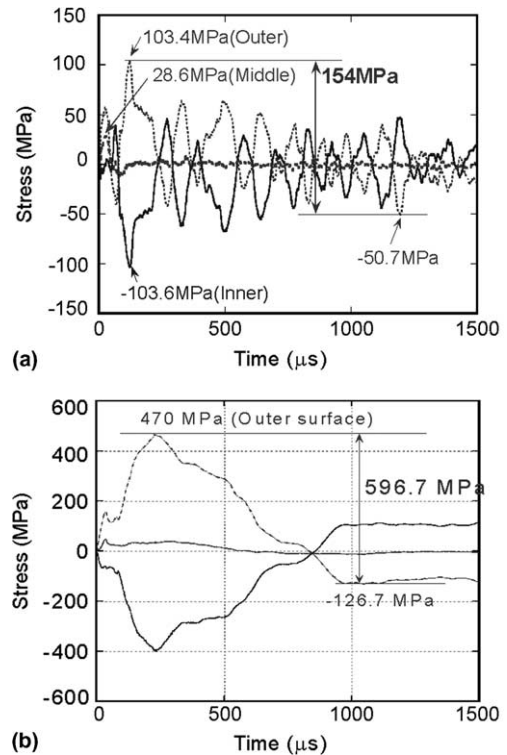 150
103.4MPa(Outer)
100
28.6MPa(Middle)
154MPa
50
0
-50
-50.7MPa
-100
-103.6MPa(Inner)
-150
Stress (MPa)
0 500 1000 1500
(a)
Time (μs)
600
470 MPa (Outer surface)
400
200
596.7 MPa
0
-200
-126.7 MPa
-400
-600
Stress (MPa)
0 500 1000 1500
(b)
Time (μs)